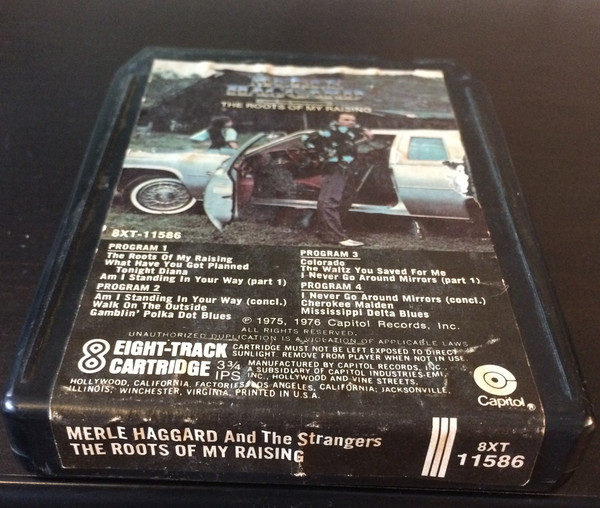 MERLE
HAGGARD
THE ROOTS OF MY RAISING
8XT-11586
PROGRAM 1
The Roots Of My Raising
What Have You Got Planned
Tonight Diana
Am I Standing In Your Way (part 1)
PROGRAM 2
Am I Standing In Your Way (concl.)
Walk On The Outside
Gamblin' Polka Dot Blues
PROGRAM 3
Colorado
The Waltz You Saved For Me
I Never Go Around Mirrors (part 1)
PROGRAM 4
I Never Go Around Mirrors (concl.)
Cherokee Maiden
Mississippi Delta Blues
℗ 1975, 1976 Capitol Records, Inc.
ALL RIGHTS RESERVED.
UNAUTHORIZED DUPLICATION IS A VIOLATION OF APPLICABLE LAWS
8 EIGHT-TRACK
CARTRIDGE 3¾ IPS
CARTRIDGE MUST NOT BE LEFT EXPOSED TO DIRECT
SUNLIGHT. REMOVE FROM PLAYER WHEN NOT IN USE.
MANUFACTURED BY CAPITOL RECORDS, INC.,
A SUBSIDIARY OF CAPITOL INDUSTRIES-EMI,
INC., HOLLYWOOD AND VINE STREETS,
HOLLYWOOD, CALIFORNIA. FACTORIES: LOS ANGELES, CALIFORNIA; JACKSONVILLE,
ILLINOIS; WINCHESTER, VIRGINIA. PRINTED IN U.S.A.
Capitol®
MERLE HAGGARD And The Strangers
THE ROOTS OF MY RAISING
8XT
11586